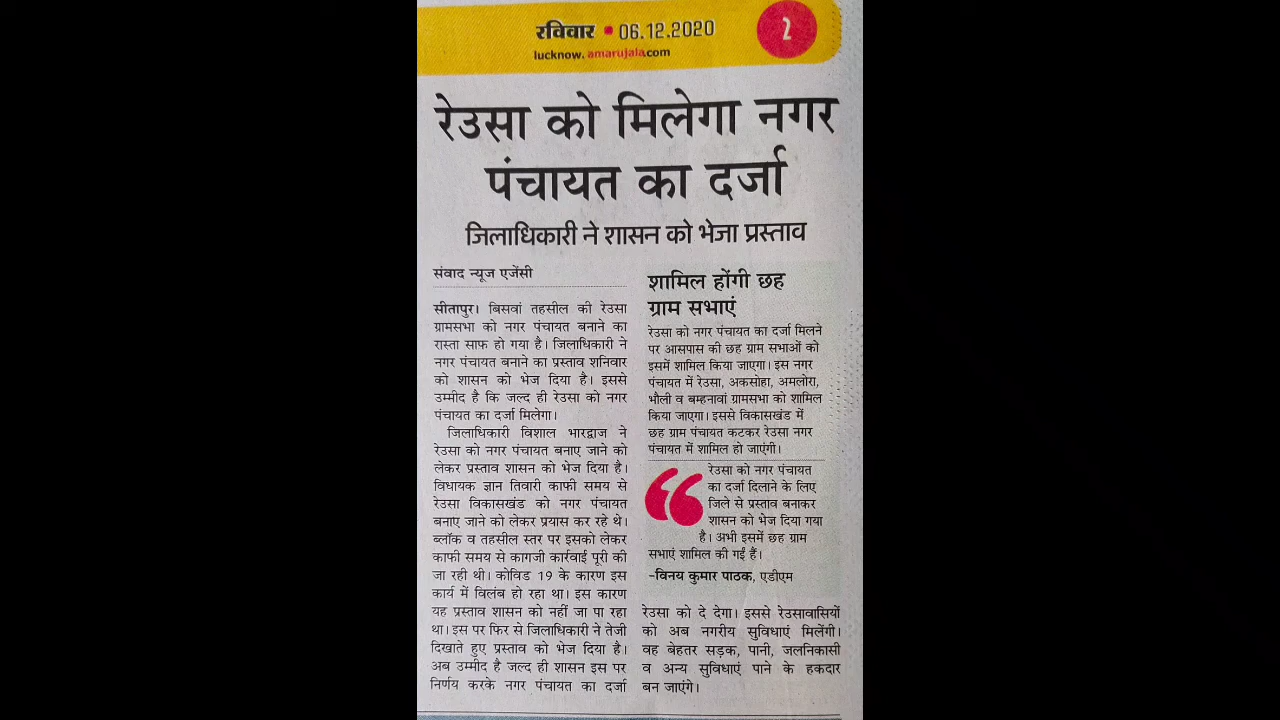 रविवार • 06.12.2020
2
lucknow.amarujala.com
रेउसा को मिलेगा नगर
पंचायत का दर्जा
जिलाधिकारी ने शासन को भेजा प्रस्ताव
संवाद न्यूज एजेंसी
सीतापुर। बिसवां तहसील की रेउसा
ग्रामसभा को नगर पंचायत बनाने का
रास्ता साफ हो गया है। जिलाधिकारी ने
नगर पंचायत बनाने का प्रस्ताव शनिवार
को शासन को भेज दिया है। इससे
उम्मीद है कि जल्द ही रेउसा को नगर
पंचायत का दर्जा मिलेगा।
जिलाधिकारी विशाल भारद्वाज ने
रेउसा को नगर पंचायत बनाए जाने को
लेकर प्रस्ताव शासन को भेज दिया है।
विधायक ज्ञान तिवारी काफी समय से
रेउसा विकासखंड को नगर पंचायत
बनाए जाने को लेकर प्रयास कर रहे थे।
ब्लॉक व तहसील स्तर पर इसको लेकर
काफी समय से कागजी कार्रवाई पूरी की
जा रही थी। कोविड 19 के कारण इस
कार्य में विलंब हो रहा था। इस कारण
यह प्रस्ताव शासन को नहीं जा पा रहा
था। इस पर फिर से जिलाधिकारी ने तेजी
दिखाते हुए प्रस्ताव को भेज दिया है।
अब उम्मीद है जल्द ही शासन इस पर
निर्णय करके नगर पंचायत का दर्जा
शामिल होंगी छह
ग्राम सभाएं
रेउसा को नगर पंचायत का दर्जा मिलने
पर आसपास की छह ग्राम सभाओं को
इसमें शामिल किया जाएगा। इस नगर
पंचायत में रेउसा, अकसोहा, अमलोरा,
भौली व बम्हनावां ग्रामसभा को शामिल
किया जाएगा। इससे विकासखंड में
छह ग्राम पंचायत कटकर रेउसा नगर
पंचायत में शामिल हो जाएंगी।
रेउसा को नगर पंचायत
का दर्जा दिलाने के लिए
जिले से प्रस्ताव बनाकर
शासन को भेज दिया गया
है। अभी इसमें छह ग्राम
सभाएं शामिल की गईं हैं।
-विनय कुमार पाठक, एडीएम
रेउसा को दे देगा। इससे रेउसावासियों
को अब नगरीय सुविधाएं मिलेंगी।
वह बेहतर सड़क, पानी, जलनिकासी
व अन्य सुविधाएं पाने के हकदार
बन जाएंगे।